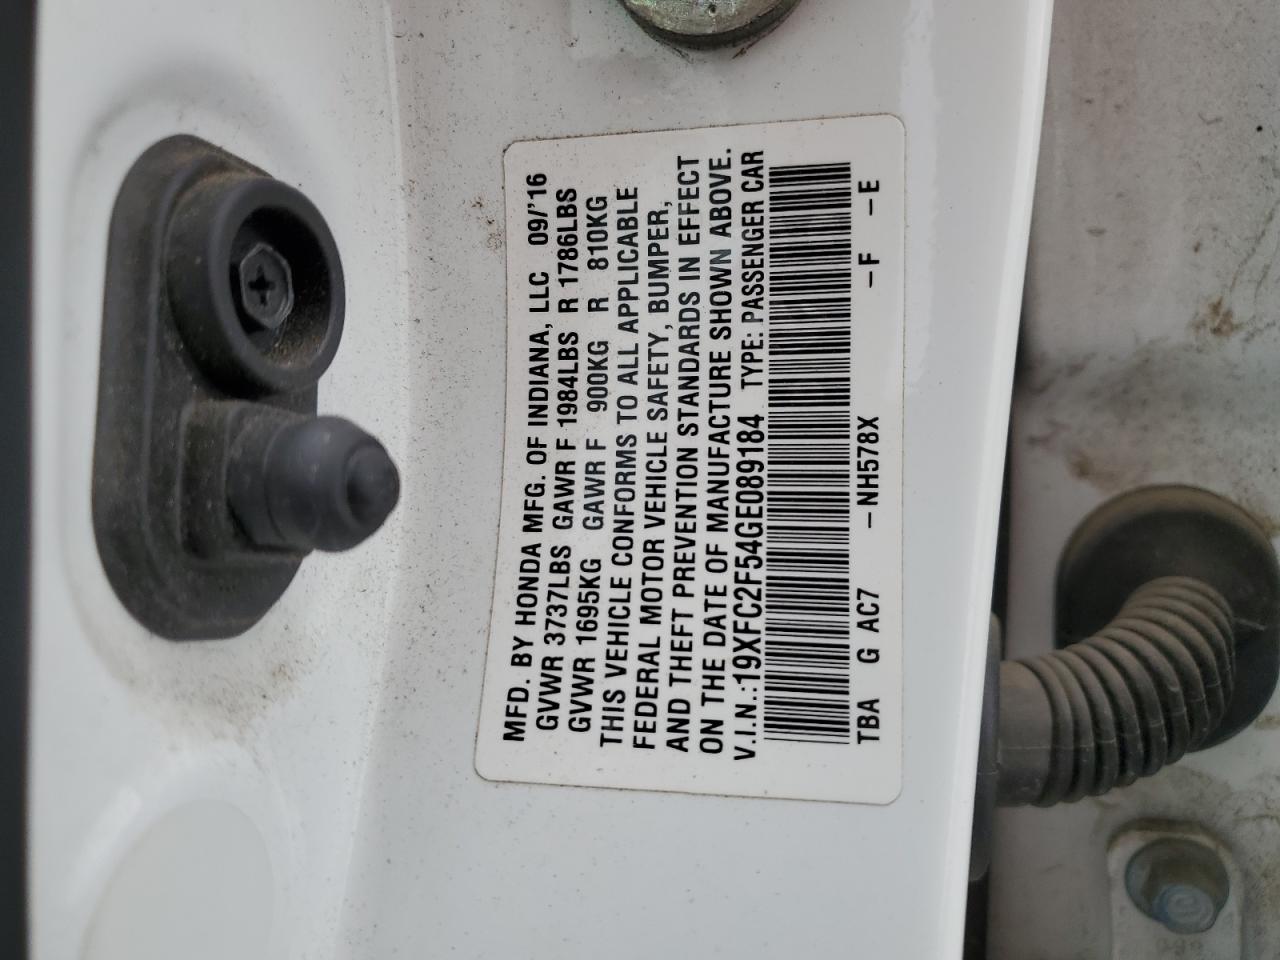 MFD. BY HONDA MFG. OF INDIANA, LLC 09/'16
GVWR 3737LBS GAWR F 1984LBS R 1786LBS
GVWR 1695KG GAWR F 900KG R 810KG
THIS VEHICLE CONFORMS TO ALL APPLICABLE
FEDERAL MOTOR VEHICLE SAFETY, BUMPER,
AND THEFT PREVENTION STANDARDS IN EFFECT
ON THE DATE OF MANUFACTURE SHOWN ABOVE.
V.I.N.:19XFC2F54GE089184 TYPE: PASSENGER CAR
TBA G AC7 –NH578X –F –E